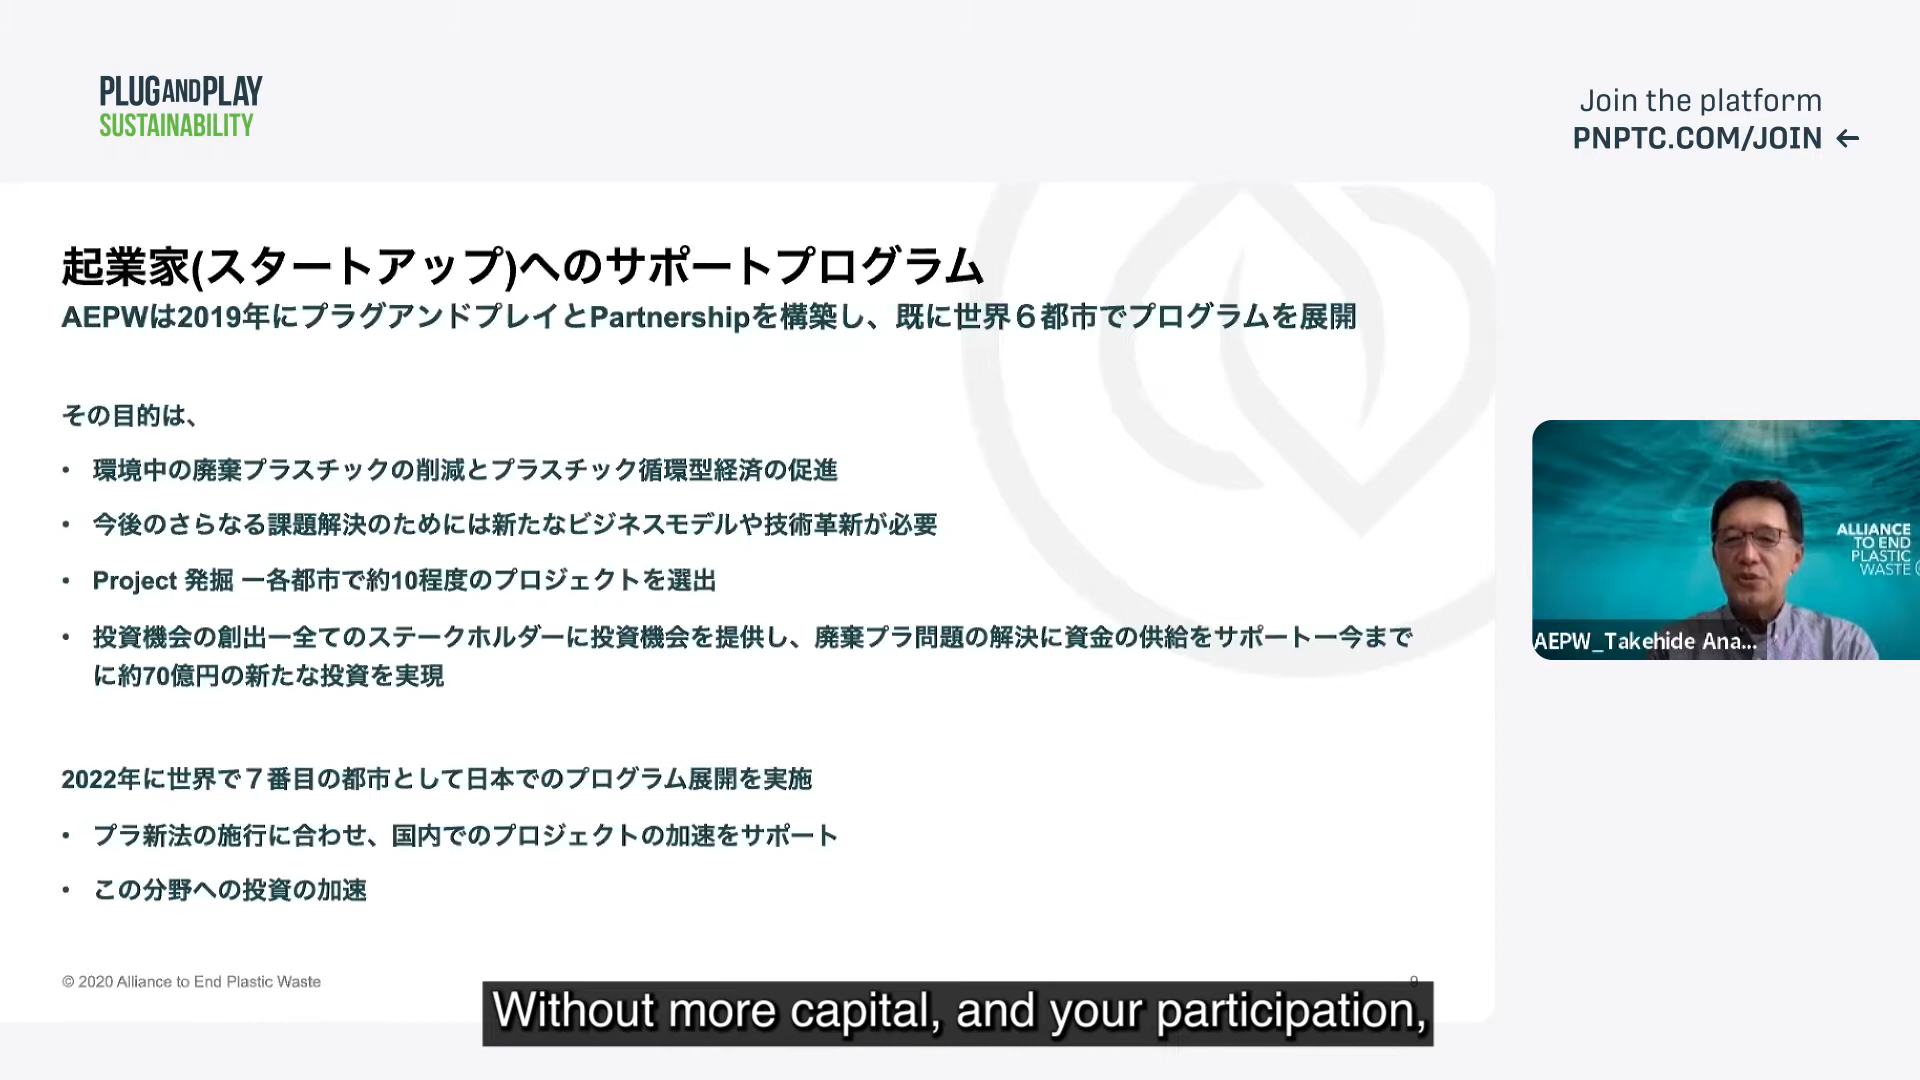 PLUGANDPLAY
SUSTAINABILITY
Join the platform
PNPTC.COM/JOIN ←
起業家(スタートアップ)へのサポートプログラム
AEPWは2019年にプラグアンドプレイとPartnershipを構築し、既に世界６都市でプログラムを展開
その目的は、
• 環境中の廃棄プラスチックの削減とプラスチック循環型経済の促進
• 今後のさらなる課題解決のためには新たなビジネスモデルや技術革新が必要
• Project 発掘 ー各都市で約10程度のプロジェクトを選出
• 投資機会の創出ー全てのステークホルダーに投資機会を提供し、廃棄プラ問題の解決に資金の供給をサポートー今まで
に約70億円の新たな投資を実現
2022年に世界で７番目の都市として日本でのプログラム展開を実施
• プラ新法の施行に合わせ、国内でのプロジェクトの加速をサポート
• この分野への投資の加速
ALLIANCE
TO END
PLASTIC
WASTE
AEPW_Takehide Ana...
© 2020 Alliance to End Plastic Waste
9
Without more capital, and your participation,